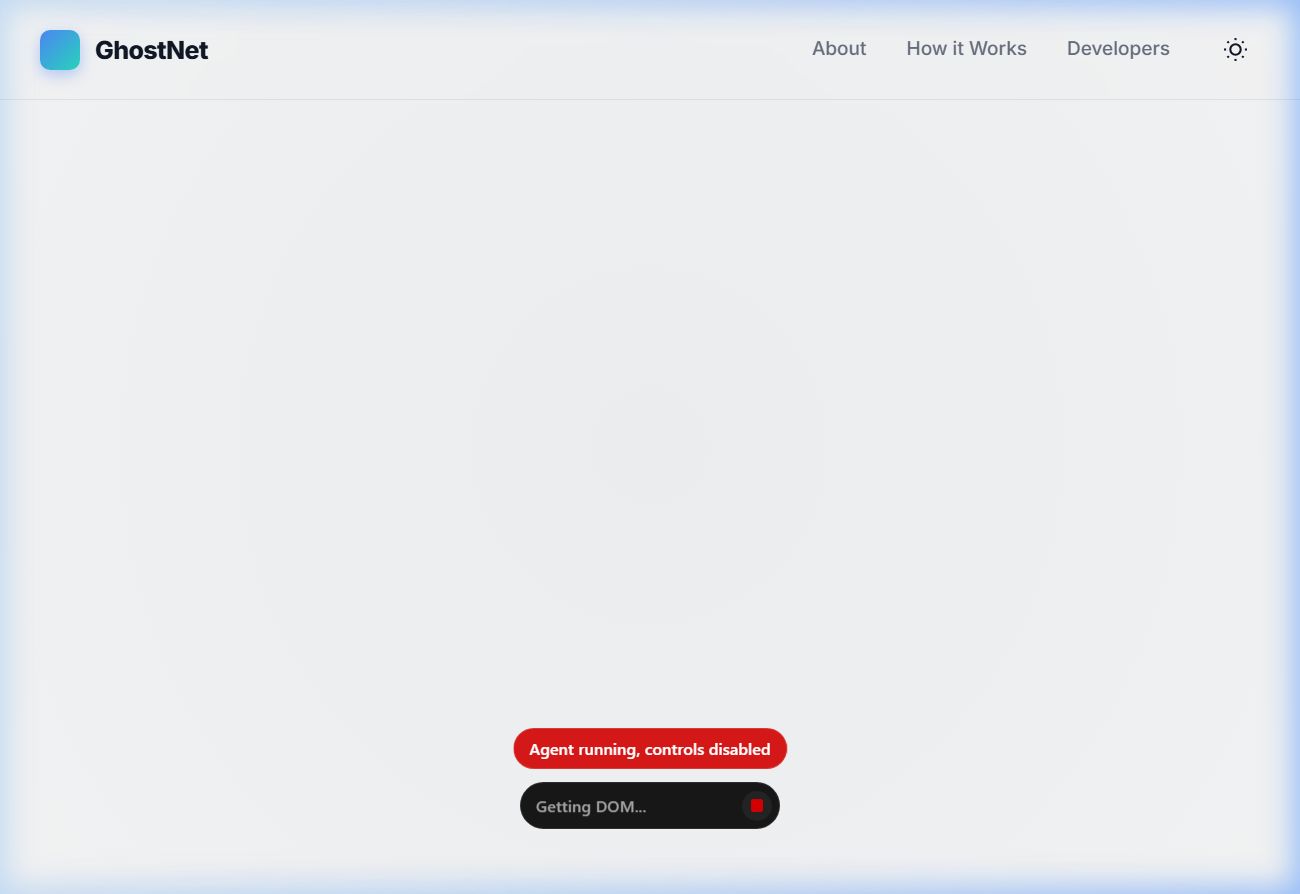 GhostNet
About
How it Works
Developers
Agent running, controls disabled
Getting DOM...